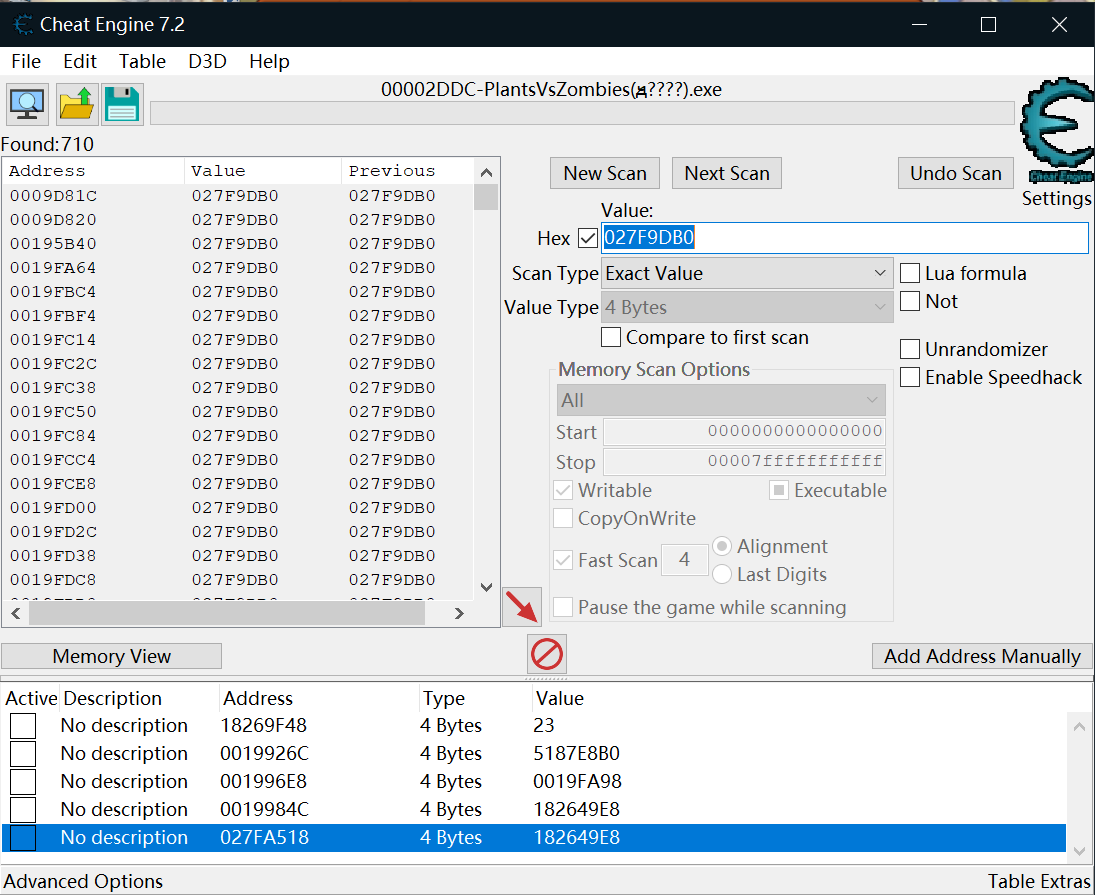 Cheat Engine 7.2
File Edit Table D3D Help
00002DDC-PlantsVsZombies(д????).exe
Found:710
Cheat Engine
Settings
Address Value Previous
0009D81C 027F9DB0 027F9DB0
0009D820 027F9DB0 027F9DB0
00195B40 027F9DB0 027F9DB0
0019FA64 027F9DB0 027F9DB0
0019FBC4 027F9DB0 027F9DB0
0019FBF4 027F9DB0 027F9DB0
0019FC14 027F9DB0 027F9DB0
0019FC2C 027F9DB0 027F9DB0
0019FC38 027F9DB0 027F9DB0
0019FC50 027F9DB0 027F9DB0
0019FC84 027F9DB0 027F9DB0
0019FCC4 027F9DB0 027F9DB0
0019FCE8 027F9DB0 027F9DB0
0019FD00 027F9DB0 027F9DB0
0019FD2C 027F9DB0 027F9DB0
0019FD38 027F9DB0 027F9DB0
0019FDC8 027F9DB0 027F9DB0
New Scan Next Scan Undo Scan
Value:
Hex 027F9DB0
Scan Type Exact Value
Value Type 4 Bytes
Compare to first scan
Lua formula
Not
Unrandomizer
Enable Speedhack
Memory Scan Options
All
Start 0000000000000000
Stop 00007fffffffffff
Writable Executable
CopyOnWrite
Fast Scan 4 Alignment
Last Digits
Pause the game while scanning
Memory View Add Address Manually
Active Description Address Type Value
No description 18269F48 4 Bytes 23
No description 0019926C 4 Bytes 5187E8B0
No description 001996E8 4 Bytes 0019FA98
No description 0019984C 4 Bytes 182649E8
No description 027FA518 4 Bytes 182649E8
Advanced Options Table Extras